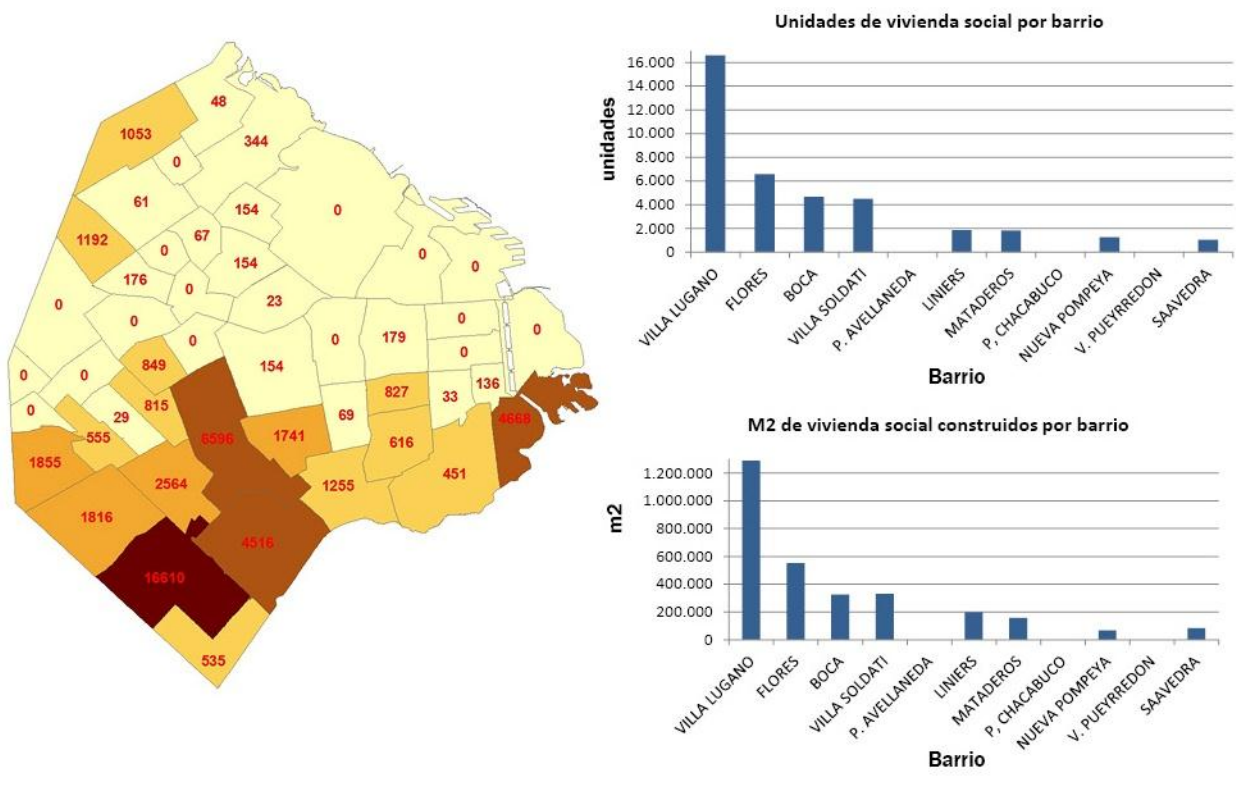 48
1053
344
0
61
154
0
1192
67
0
154
0
0
176
0
23
0
0
0
0
179
0
0
0
154
849
0
0
827
136
29
815
69
33
0
4668
555
6596
1741
616
1855
451
2564
1255
1816
4516
16610
535
Unidades de vivienda social por barrio
unidades
16.000
14.000
12.000
10.000
8.000
6.000
4.000
2.000
0
VILLA LUGANO
FLORES
BOCA
VILLA SOLDATI
P. AVELLANEDA
LINIERS
MATADEROS
P, CHACABUCO
NUEVA POMPEYA
V. PUEYRREDON
SAAVEDRA
Barrio
M2 de vivienda social construidos por barrio
m2
1.200.000
1.000.000
800.000
600.000
400.000
200.000
0
VILLA LUGANO
FLORES
BOCA
VILLA SOLDATI
P. AVELLANEDA
LINIERS
MATADEROS
P, CHACABUCO
NUEVA POMPEYA
V. PUEYRREDON
SAAVEDRA
Barrio